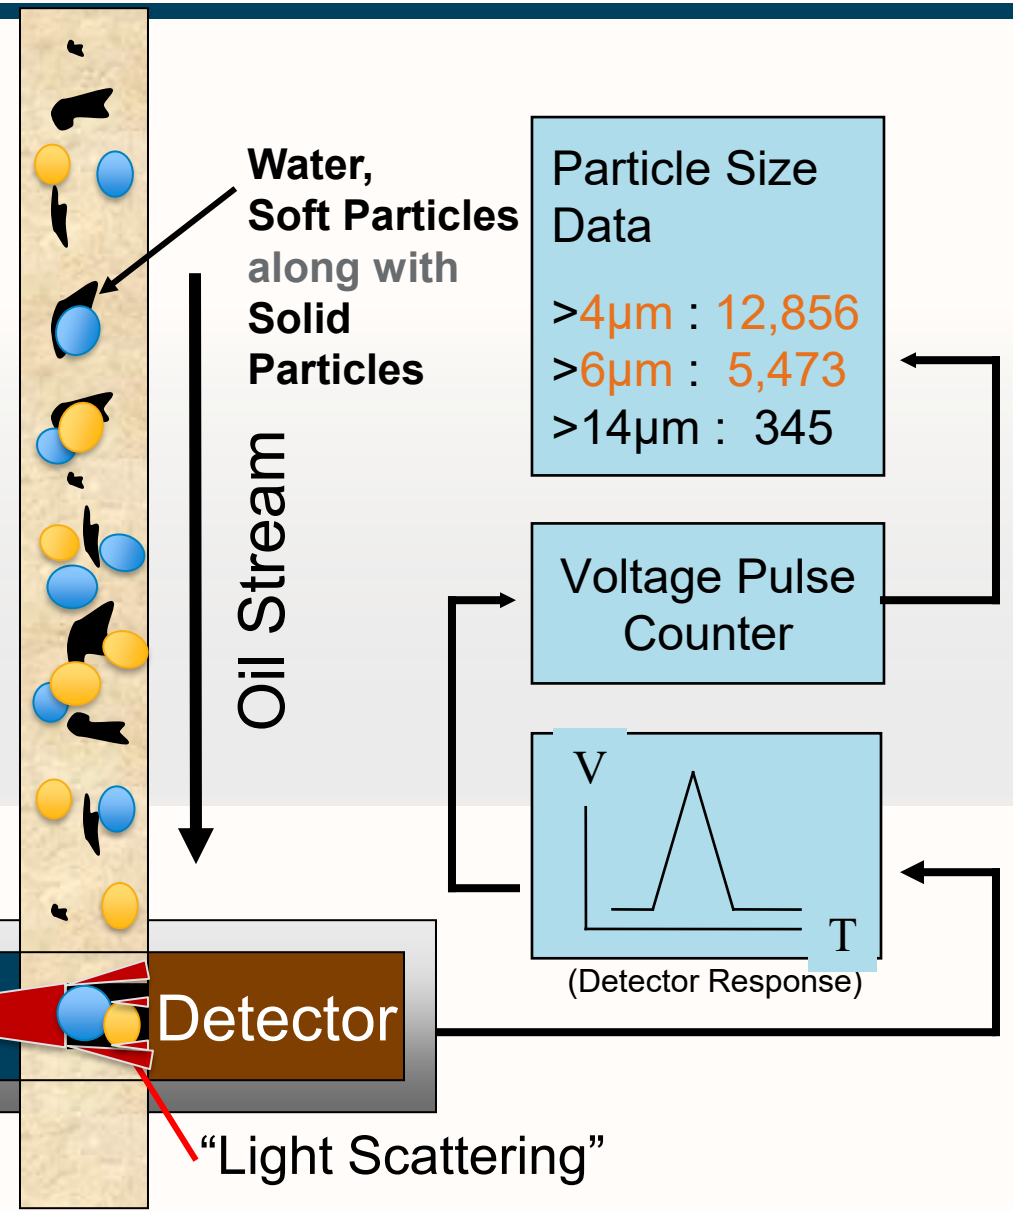 Water,
Soft Particles
along with
Solid
Particles
Oil Stream
Particle Size
Data
>4µm : 12,856
>6µm : 5,473
>14µm : 345
Voltage Pulse
Counter
V
T
(Detector Response)
Detector
“Light Scattering”